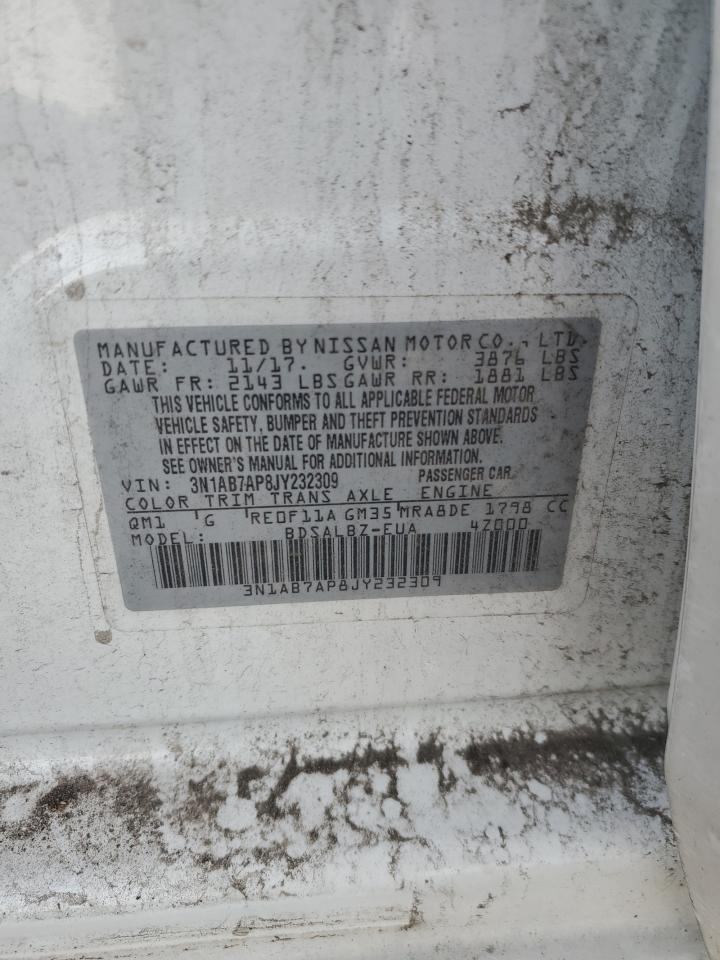 MANUFACTURED BY NISSAN MOTOR CO., LTD.
DATE: 11/17. GVWR: 3876 LBS
GAWR FR: 2143 LBS GAWR RR: 1881 LBS
THIS VEHICLE CONFORMS TO ALL APPLICABLE FEDERAL MOTOR
VEHICLE SAFETY, BUMPER AND THEFT PREVENTION STANDARDS
IN EFFECT ON THE DATE OF MANUFACTURE SHOWN ABOVE.
SEE OWNER'S MANUAL FOR ADDITIONAL INFORMATION.
VIN: 3N1AB7AP8JY232309 PASSENGER CAR
COLOR TRIM TRANS AXLE ENGINE
QM1 G RE0F11A GM35 MRA8DE 1798 CC
MODEL: BDSALBZ-EUA 4Z000
3N1AB7AP8JY232309